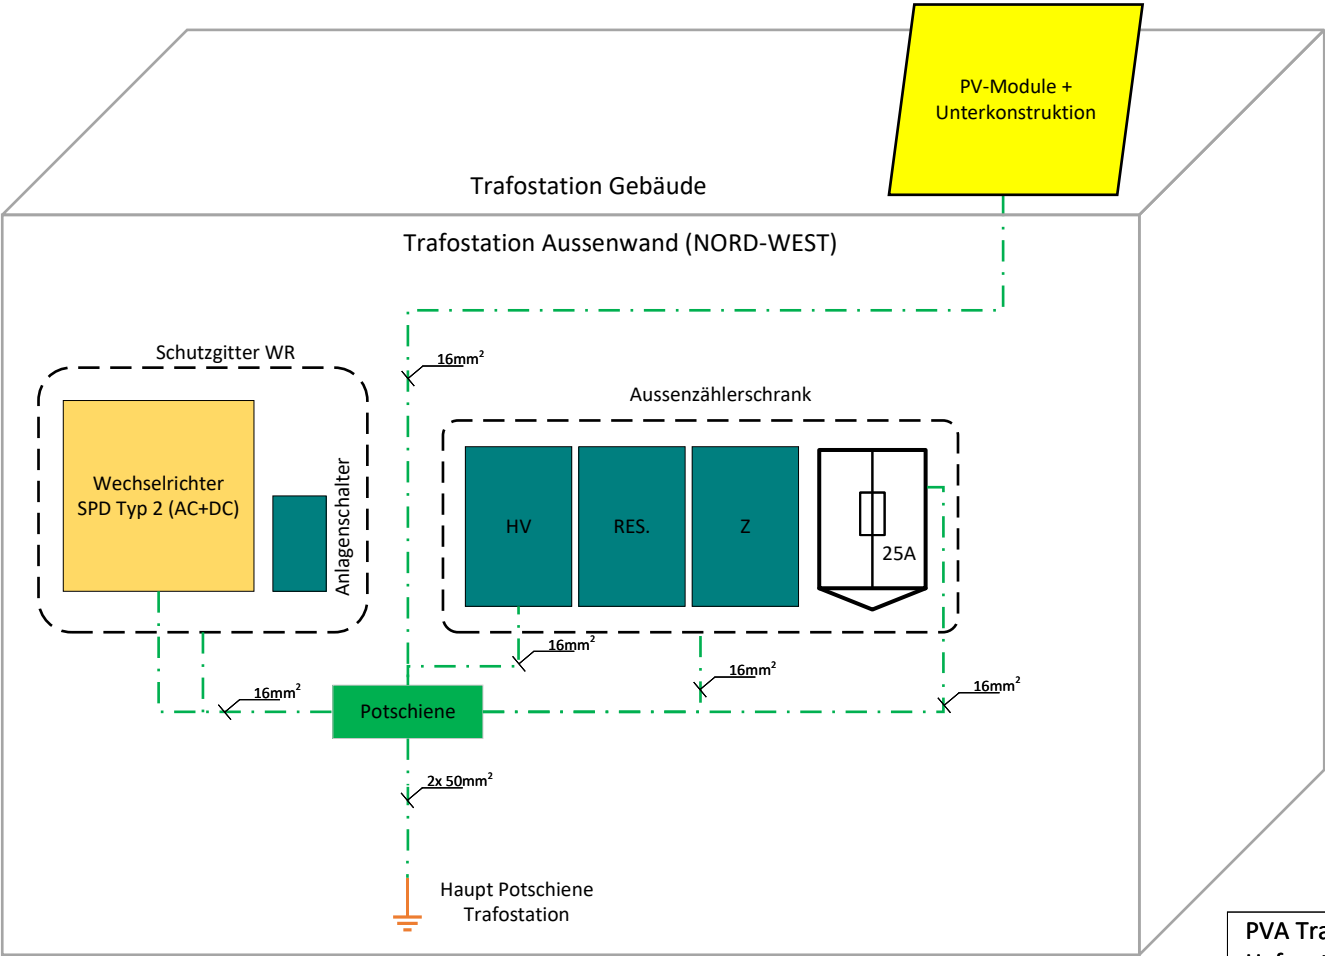 PV-Module +
Unterkonstruktion
Trafostation Gebäude
Trafostation Aussenwand (NORD-WEST)
Schutzgitter WR
16mm²
Aussenzählerschrank
Wechselrichter
SPD Typ 2 (AC+DC)
Anlagenschalter
HV
RES.
Z
25A
16mm²
16mm²
16mm²
16mm²
Potschiene
2x 50mm²
Haupt Potschiene
Trafostation
PVA Tra